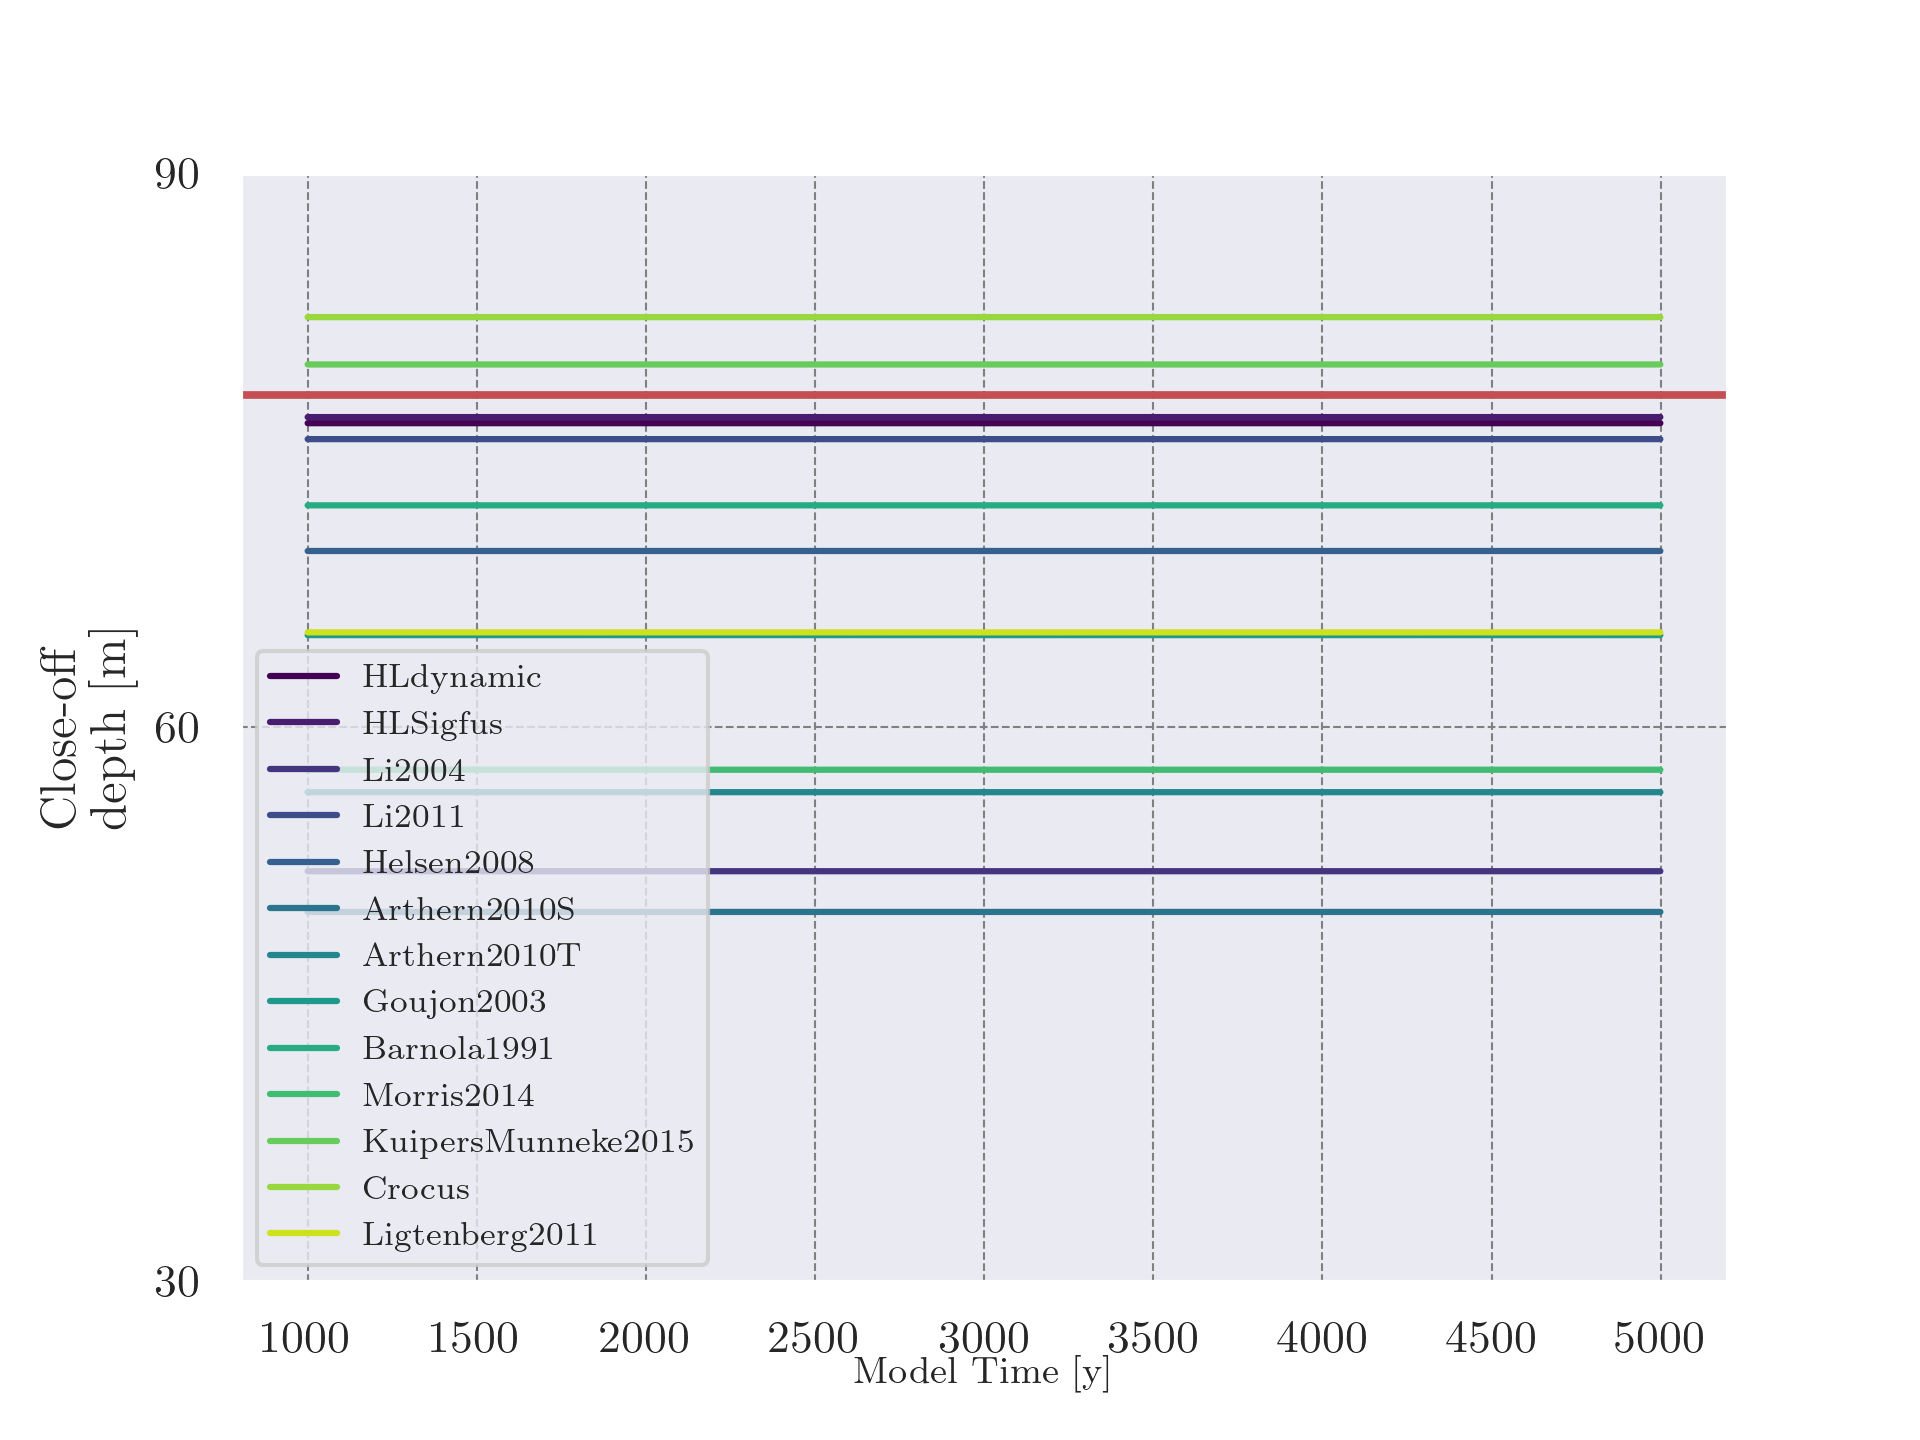 90
60
30
Close-off
depth [m]
HLdynamic
HLSigfus
Li2004
Li2011
Helsen2008
Arthern2010S
Arthern2010T
Goujon2003
Barnola1991
Morris2014
KuipersMunneke2015
Crocus
Ligtenberg2011
1000 1500 2000 2500 3000 3500 4000 4500 5000
Model Time [y]